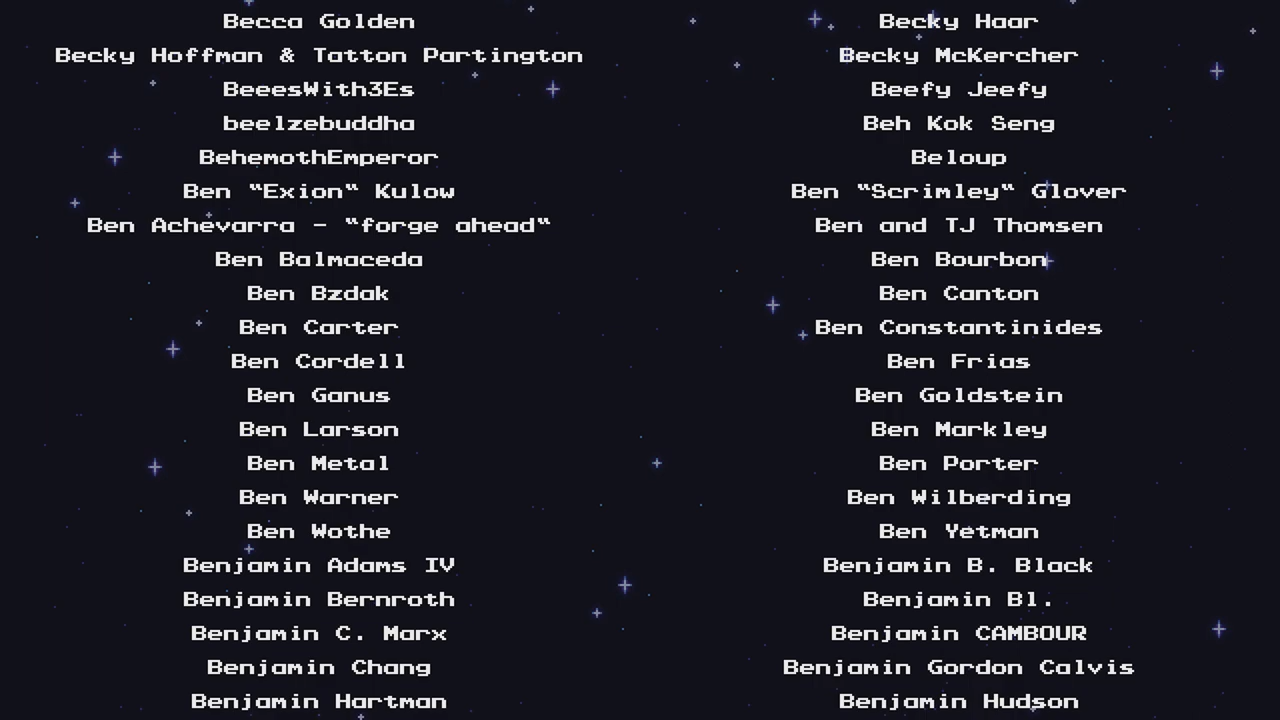 Becca Golden Becky Haar
Becky Hoffman & Tatton Partington Becky McKercher
BeeesWith3Es Beefy Jeefy
beelzebuddha Beh Kok Seng
BehemothEmperor Beloup
Ben "Exion" Kulow Ben "Scrimley" Glover
Ben Achevarra - "forge ahead" Ben and TJ Thomsen
Ben Balmaceda Ben Bourbon
Ben Bzdak Ben Canton
Ben Carter Ben Constantinides
Ben Cordell Ben Frias
Ben Ganus Ben Goldstein
Ben Larson Ben Markley
Ben Metal Ben Porter
Ben Warner Ben Wilberding
Ben Wothe Ben Yetman
Benjamin Adams IV Benjamin B. Black
Benjamin Bernroth Benjamin Bl.
Benjamin C. Marx Benjamin CAMBOUR
Benjamin Chang Benjamin Gordon Calvis
Benjamin Hartman Benjamin Hudson